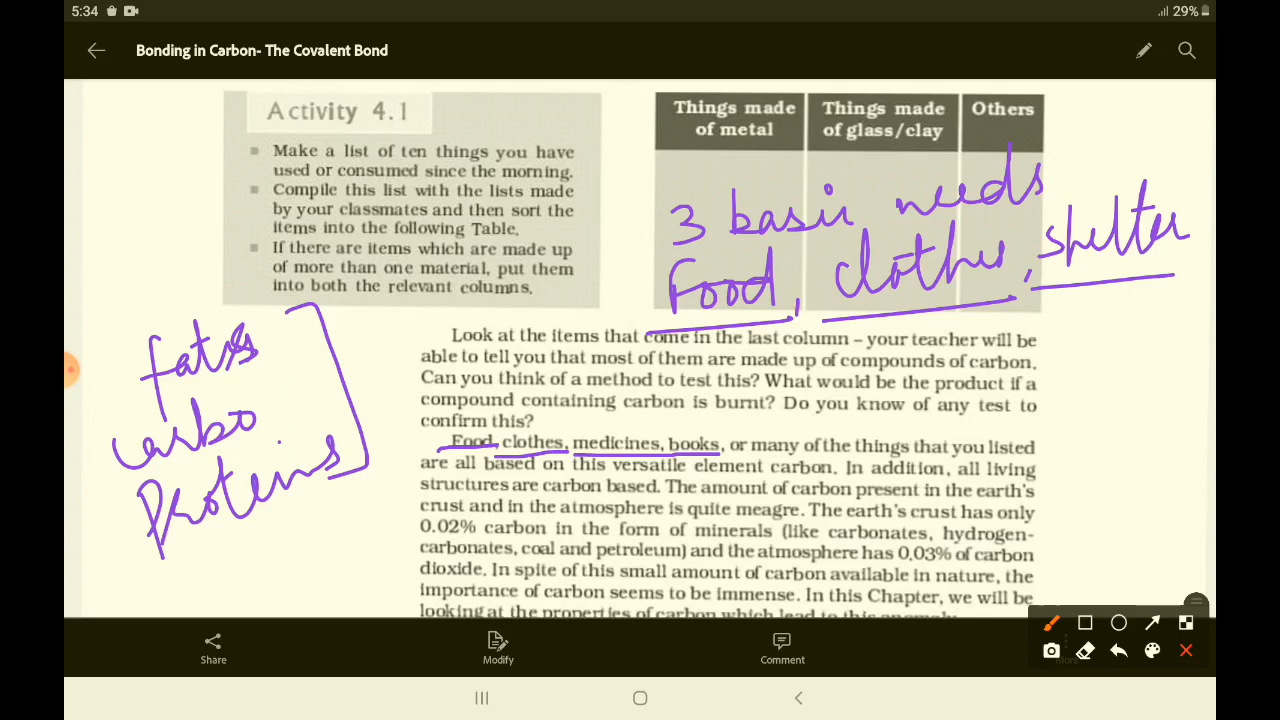 5:34
29%
Bonding in Carbon- The Covalent Bond
Activity 4.1
Make a list of ten things you have
used or consumed since the morning.
Compile this list with the lists made
by your classmates and then sort the
items into the following Table.
If there are items which are made up
of more than one material, put them
into both the relevant columns.
Things made
of metal
Things made
of glass/clay
Others
3 basic needs
Food, clothes, shelter
Look at the items that come in the last column – your teacher will be
able to tell you that most of them are made up of compounds of carbon.
Can you think of a method to test this? What would be the product if a
compound containing carbon is burnt? Do you know of any test to
confirm this?
Food, clothes, medicines, books, or many of the things that you listed
are all based on this versatile element carbon. In addition, all living
structures are carbon based. The amount of carbon present in the earth's
crust and in the atmosphere is quite meagre. The earth's crust has only
0.02% carbon in the form of minerals (like carbonates, hydrogen-
carbonates, coal and petroleum) and the atmosphere has 0.03% of carbon
dioxide. In spite of this small amount of carbon available in nature, the
importance of carbon seems to be immense. In this Chapter, we will be
looking at the properties of carbon which lead to this anomaly.
fats
carbo
Proteins
Share
Modify
Comment
More